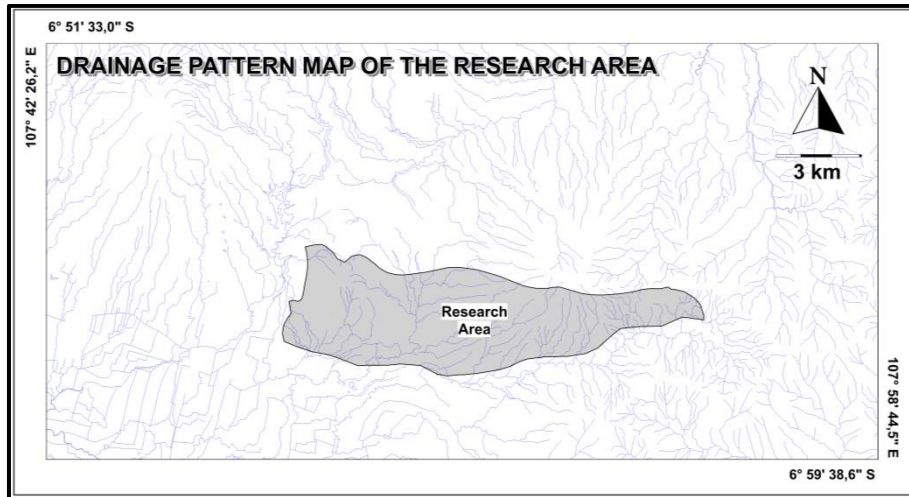 6° 51' 33,0" S
107° 42' 26,2" E
DRAINAGE PATTERN MAP OF THE RESEARCH AREA
N
3 km
Research
Area
107° 58' 44,5" E
6° 59' 38,6" S